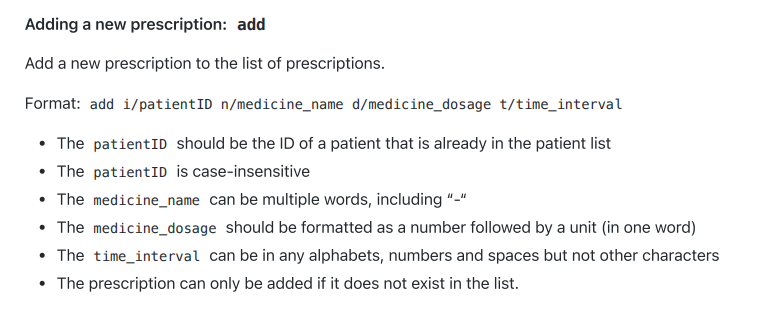 Adding a new prescription: add
Add a new prescription to the list of prescriptions.
Format: add i/patientID n/medicine_name d/medicine_dosage t/time_interval
• The patientID should be the ID of a patient that is already in the patient list
• The patientID is case-insensitive
• The medicine_name can be multiple words, including “-“
• The medicine_dosage should be formatted as a number followed by a unit (in one word)
• The time_interval can be in any alphabets, numbers and spaces but not other characters
• The prescription can only be added if it does not exist in the list.